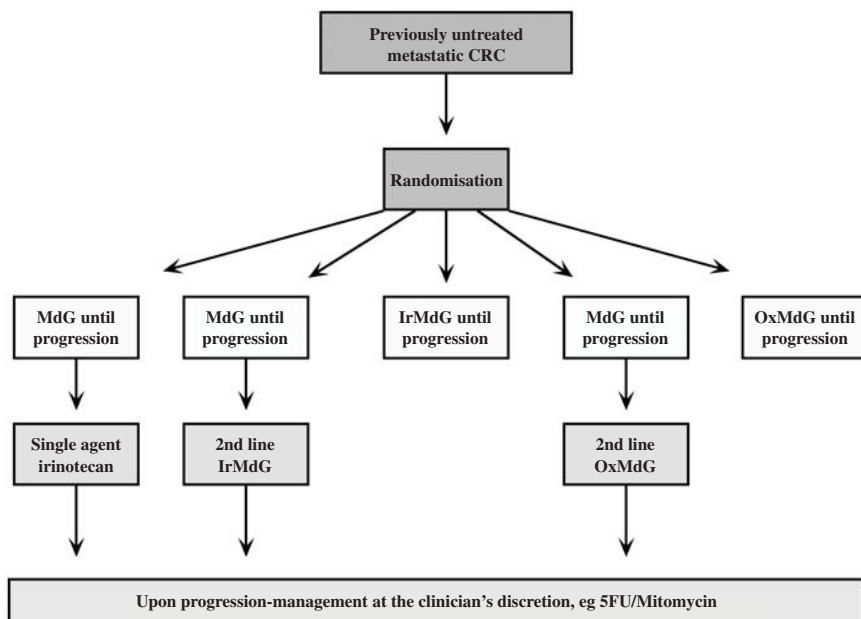 Previously untreated
metastatic CRC
Randomisation
MdG until
progression
MdG until
progression
IrMdG until
progression
MdG until
progression
OxMdG until
progression
Single agent
irinotecan
2nd line
IrMdG
2nd line
OxMdG
Upon progression-management at the clinician’s discretion, eg 5FU/Mitomycin